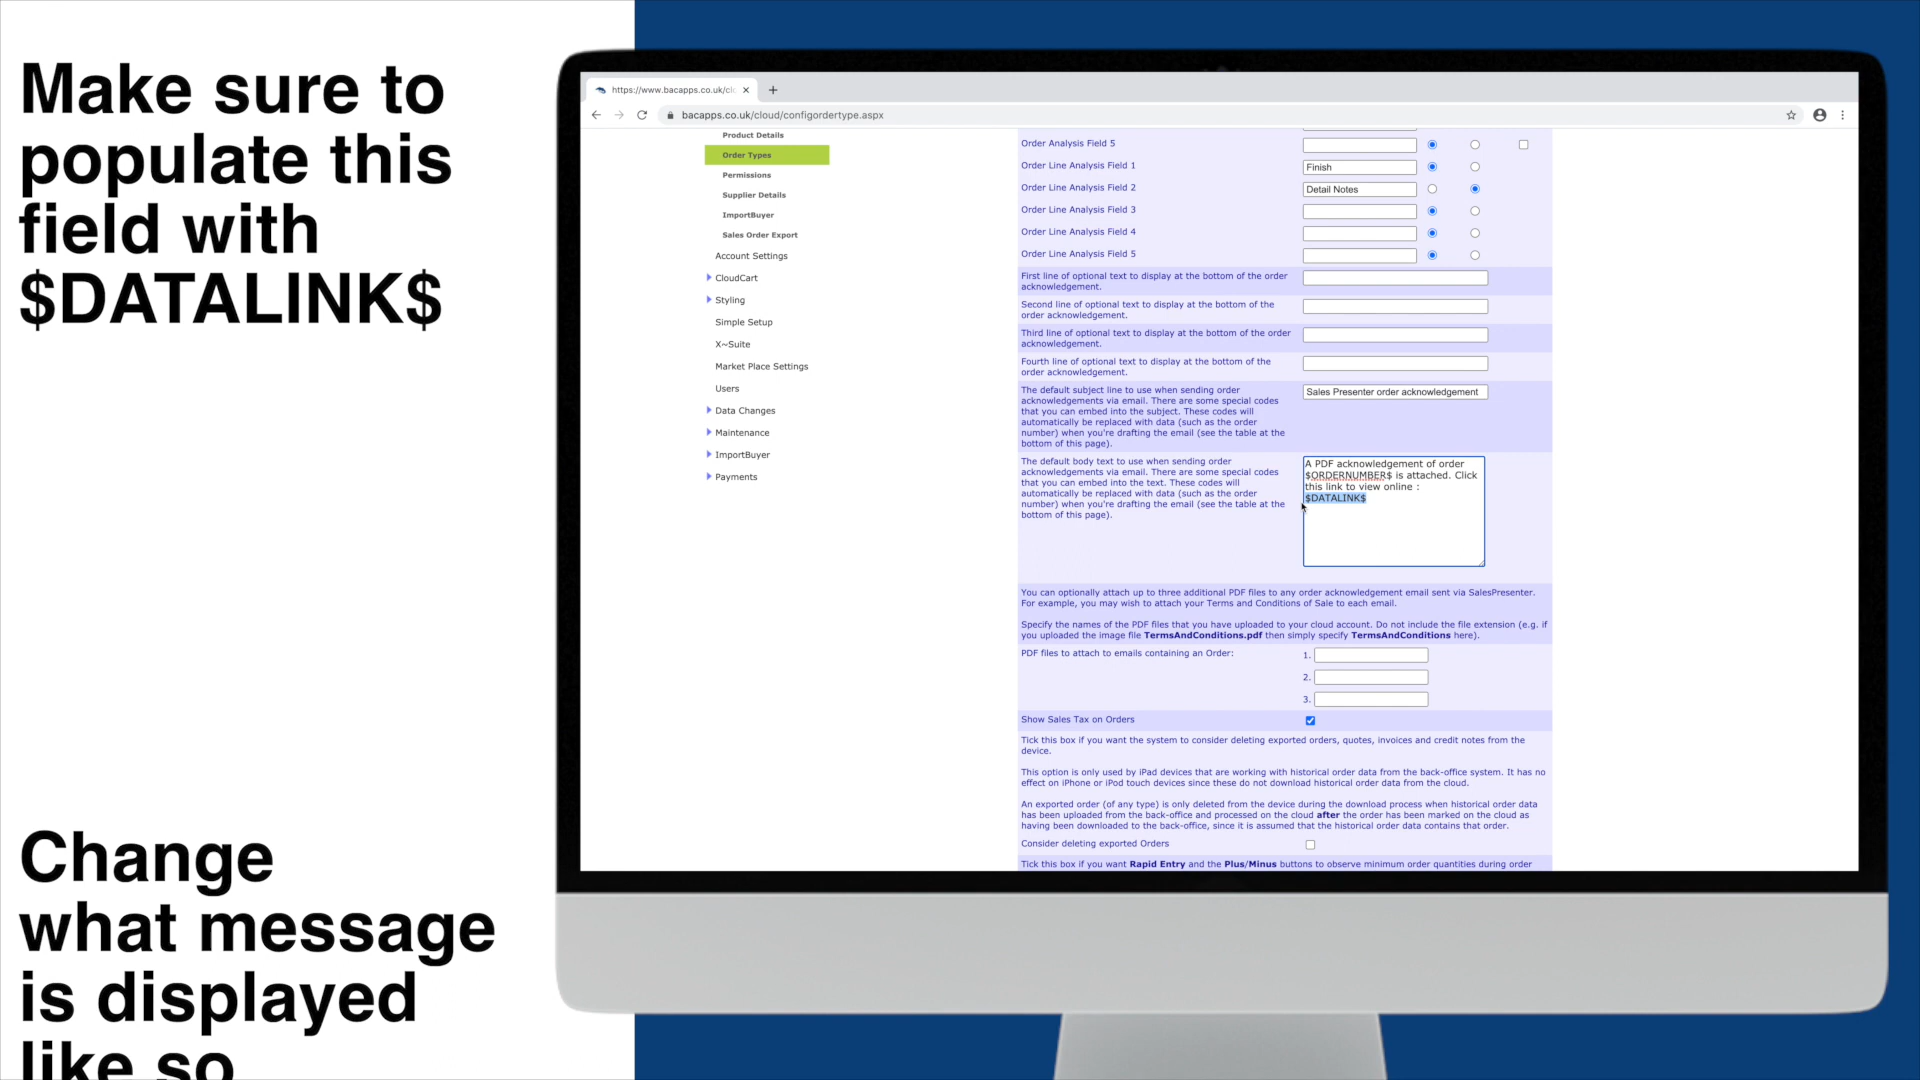 Make sure to
populate this
field with
$DATALINK$
Change
what message
is displayed
like so
https://www.bacapps.co.uk/clo
bacapps.co.uk/cloud/configordertype.aspx
Product Details
Order Types
Permissions
Supplier Details
ImportBuyer
Sales Order Export
Account Settings
CloudCart
Styling
Simple Setup
X~Suite
Market Place Settings
Users
Data Changes
Maintenance
ImportBuyer
Payments
Order Analysis Field 5
Order Line Analysis Field 1 Finish
Order Line Analysis Field 2 Detail Notes
Order Line Analysis Field 3
Order Line Analysis Field 4
Order Line Analysis Field 5
First line of optional text to display at the bottom of the order
acknowledgement.
Second line of optional text to display at the bottom of the
order acknowledgement.
Third line of optional text to display at the bottom of the order
acknowledgement.
Fourth line of optional text to display at the bottom of the
order acknowledgement.
The default subject line to use when sending order
acknowledgements via email. There are some special codes
that you can embed into the subject. These codes will
automatically be replaced with data (such as the order
number) when you're drafting the email (see the table at the
bottom of this page).
Sales Presenter order acknowledgement
The default body text to use when sending order
acknowledgements via email. There are some special codes
that you can embed into the text. These codes will
automatically be replaced with data (such as the order
number) when you're drafting the email (see the table at the
bottom of this page).
A PDF acknowledgement of order
$ORDERNUMBER$ is attached. Click
this link to view online :
$DATALINK$
You can optionally attach up to three additional PDF files to any order acknowledgement email sent via SalesPresenter.
For example, you may wish to attach your Terms and Conditions of Sale to each email.
Specify the names of the PDF files that you have uploaded to your cloud account. Do not include the file extension (e.g. if
you uploaded the image file TermsAndConditions.pdf then simply specify TermsAndConditions here).
PDF files to attach to emails containing an Order:
1.
2.
3.
Show Sales Tax on Orders
Tick this box if you want the system to consider deleting exported orders, quotes, invoices and credit notes from the
device.
This option is only used by iPad devices that are working with historical order data from the back-office system. It has no
effect on iPhone or iPod touch devices since these do not download historical order data from the cloud.
An exported order (of any type) is only deleted from the device during the download process when historical order data
has been uploaded from the back-office and processed on the cloud after the order has been marked on the cloud as
having been downloaded to the back-office, since it is assumed that the historical order data contains that order.
Consider deleting exported Orders
Tick this box if you want Rapid Entry and the Plus/Minus buttons to observe minimum order quantities during order